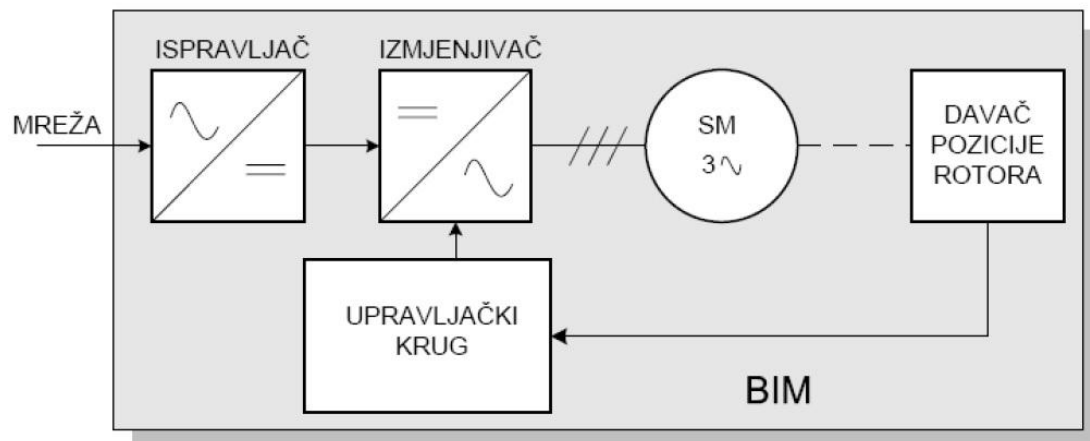 ISPRAVLJAČ
IZMJENJIVAČ
MREŽA
SM
3
DAVAČ
POZICIJE
ROTORA
UPRAVLJAČKI
KRUG
BIM